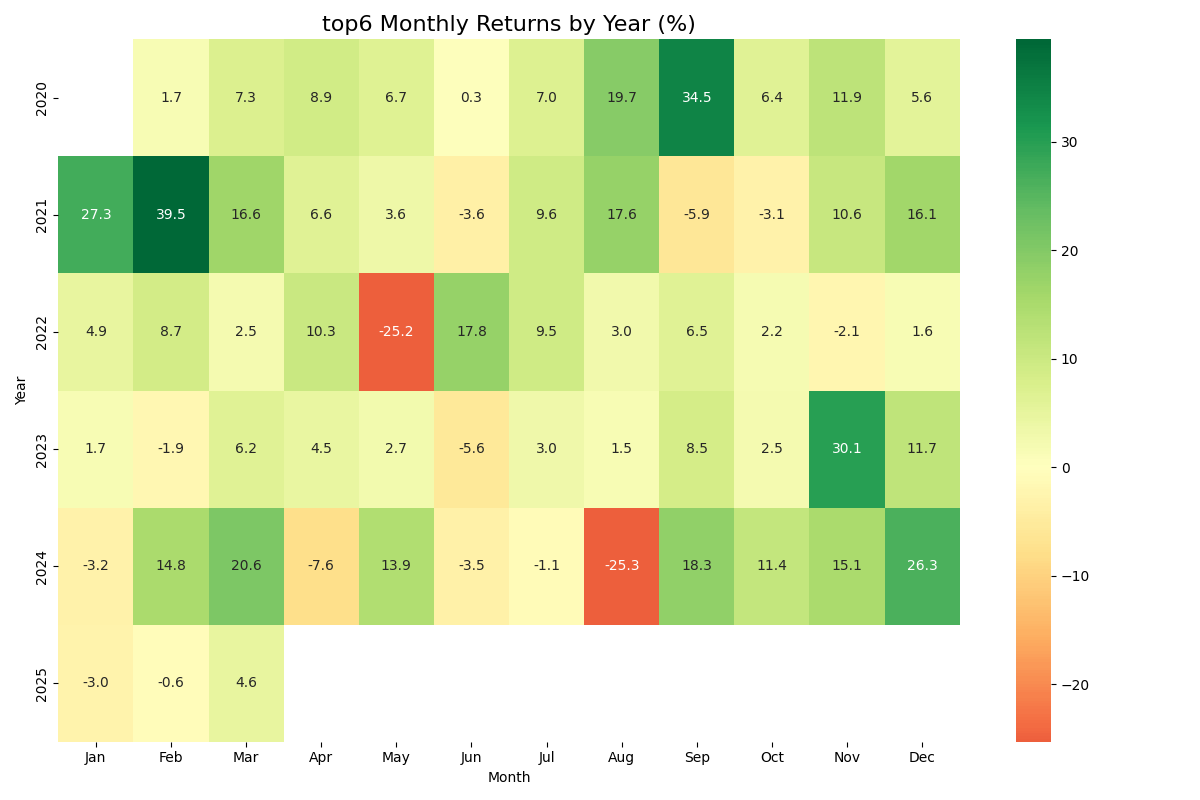 top6 Monthly Returns by Year (%)
2020 1.7 7.3 8.9 6.7 0.3 7.0 19.7 34.5 6.4 11.9 5.6
2021 27.3 39.5 16.6 6.6 3.6 -3.6 9.6 17.6 -5.9 -3.1 10.6 16.1
2022 4.9 8.7 2.5 10.3 -25.2 17.8 9.5 3.0 6.5 2.2 -2.1 1.6
2023 1.7 -1.9 6.2 4.5 2.7 -5.6 3.0 1.5 8.5 2.5 30.1 11.7
2024 -3.2 14.8 20.6 -7.6 13.9 -3.5 -1.1 -25.3 18.3 11.4 15.1 26.3
2025 -3.0 -0.6 4.6
Year
Jan Feb Mar Apr May Jun Jul Aug Sep Oct Nov Dec
Month
30
20
10
0
−10
−20